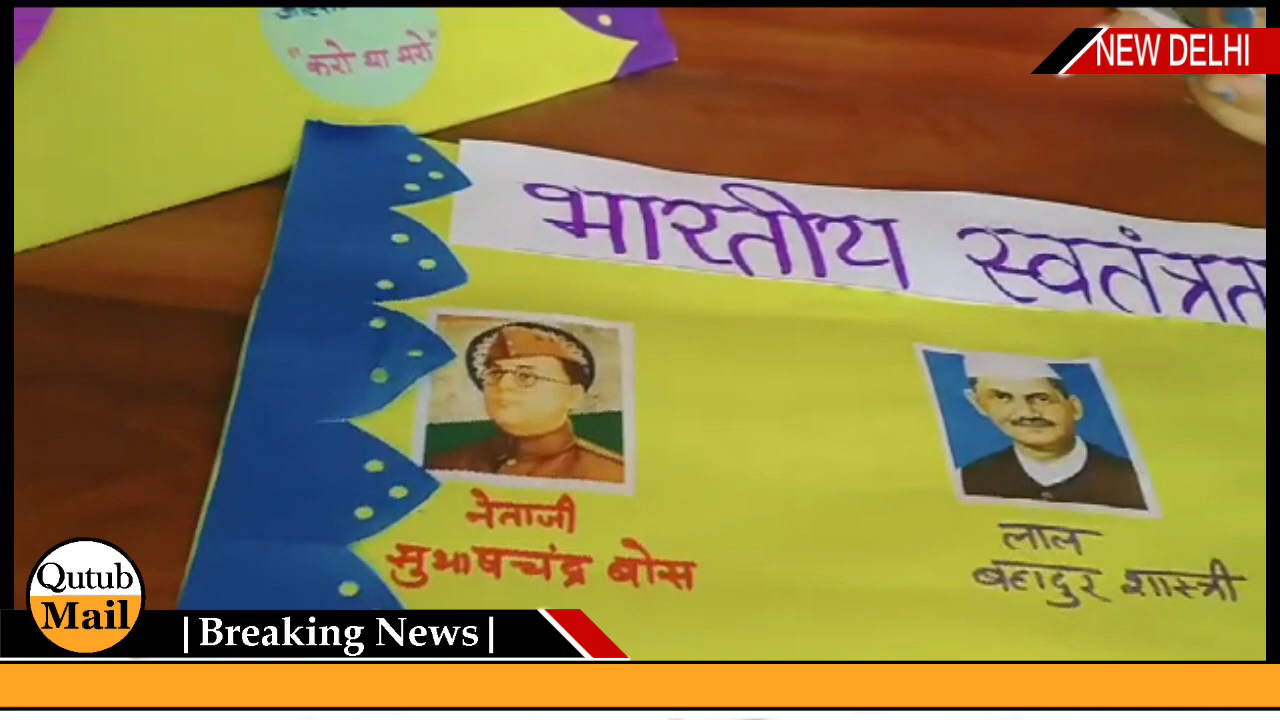 "करो या मरो"
NEW DELHI
भारतीय स्वतंत्रत
नेताजी
सुभाषचंद्र बोस
लाल
बहादुर शास्त्री
Qutub
Mail
|Breaking News|